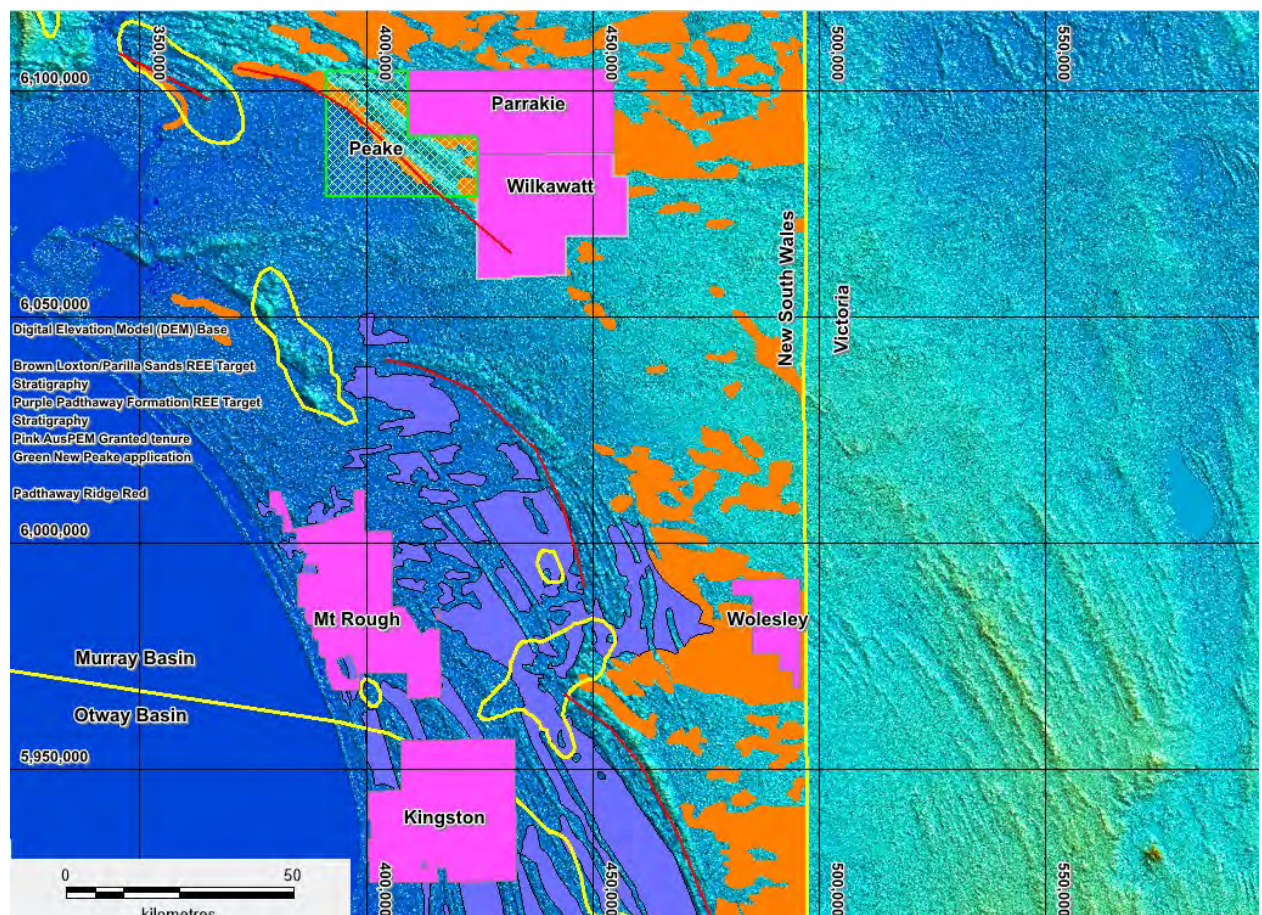 350,000
400,000
450,000
500,000
550,000
6,100,000
Parrakie
Peake
Wilkawatt
New South Wales
Victoria
6,050,000
Digital Elevation Model (DEM) Base
Brown Loxton/Parilla Sands REE Target
Stratigraphy
Purple Padthaway Formation REE Target
Stratigraphy
Pink AusPEM Granted tenure
Green New Peake application
Padthaway Ridge Red
6,000,000
Mt Rough
Wolesley
Murray Basin
Otway Basin
5,950,000
Kingston
0 50
kilometres
400,000
450,000
500,000
550,000